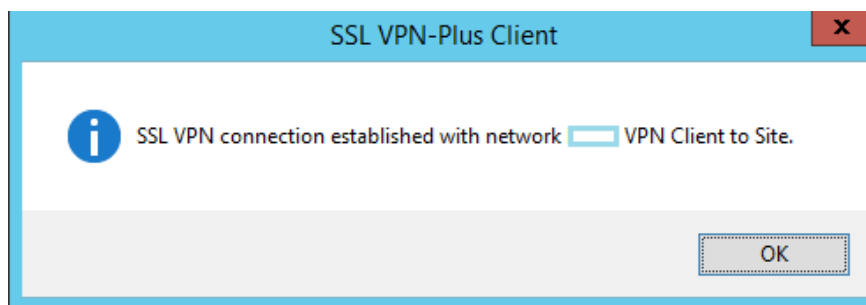 SSL VPN-Plus Client
x
SSL VPN connection established with network VPN Client to Site.
OK